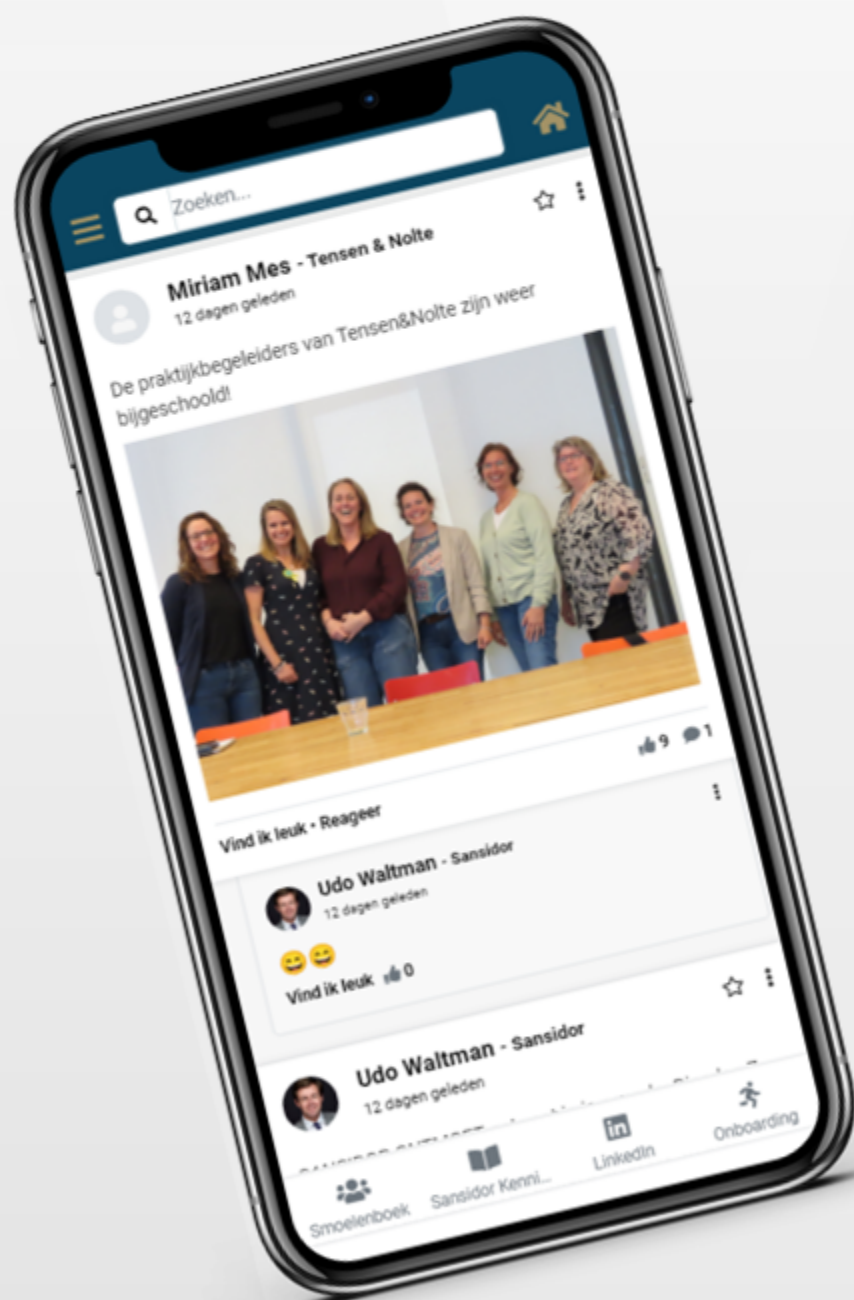 Zoeken...
Miriam Mes - Tensen & Nolte
12 dagen geleden
De praktijkbegeleiders van Tensen&Nolte zijn weer
bijgeschoold!
9 1
Vind ik leuk • Reageer
Udo Waltman - Sansidor
12 dagen geleden
😄😄
Vind ik leuk 0
Udo Waltman - Sansidor
12 dagen geleden
Smoelenboek
Sansidor Kenni...
LinkedIn
Onboarding